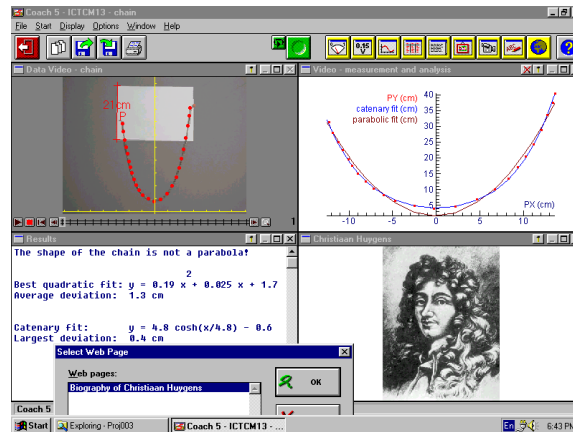 Coach 5 - ICTCM13 - chain
File Start Display Options Window Help
0.15
Data Video - chain
21cm
P
1
Video - measurement and analysis
PY (cm)
catenary fit (cm)
parabolic fit (cm)
40
35
30
25
20
15
10
5
PX (cm)
-10 -5 0 5 10
Results
The shape of the chain is not a parabola!
2
Best quadratic fit: y = 0.19 x + 0.025 x + 1.7
Average deviation: 1.3 cm
Catenary fit: y = 4.8 cosh(x/4.8) - 0.6
Largest deviation: 0.4 cm
Christiaan Huygens
Select Web Page
Web pages:
Biography of Christiaan Huygens
OK
Coach 5
Start Exploring - Proj003 Coach 5 - ICTCM13 - ... En 6:43 PM